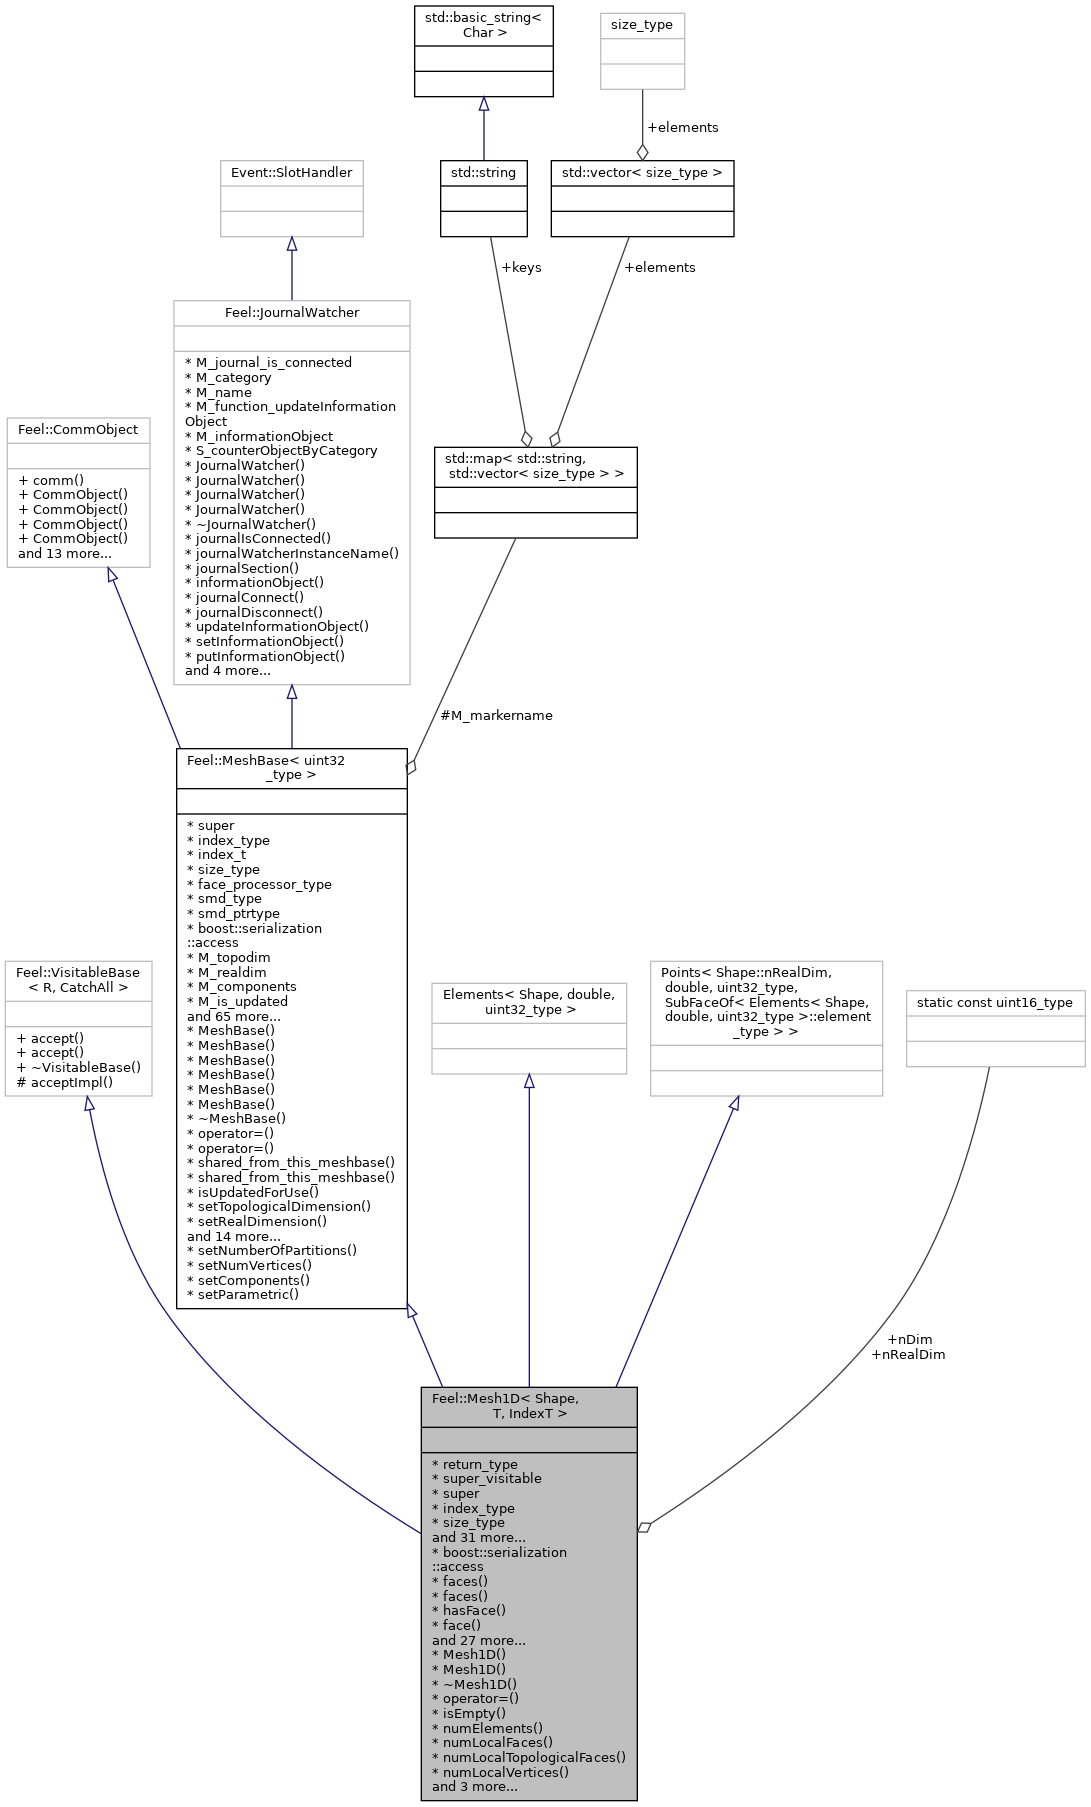 std::basic_string<
Char >
size_type
+elements
Event::SlotHandler
std::string
std::vector< size_type >
+keys
+elements
Feel::JournalWatcher
* M_journal_is_connected
* M_category
* M_name
* M_function_updateInformation
Object
* M_informationObject
* S_counterObjectByCategory
* JournalWatcher()
* JournalWatcher()
* JournalWatcher()
* JournalWatcher()
* ~JournalWatcher()
* journalIsConnected()
* journalWatcherInstanceName()
* journalSection()
* informationObject()
* journalConnect()
* journalDisconnect()
* updateInformationObject()
* setInformationObject()
* putInformationObject()
and 4 more...
Feel::CommObject
+ comm()
+ CommObject()
+ CommObject()
+ CommObject()
+ CommObject()
and 13 more...
std::map< std::string,
std::vector< size_type > >
#M_markername
Feel::MeshBase< uint32
_type >
* super
* index_type
* index_t
* size_type
* face_processor_type
* smd_type
* smd_ptrtype
* boost::serialization
::access
* M_topodim
* M_realdim
* M_components
* M_is_updated
and 65 more...
* MeshBase()
* MeshBase()
* MeshBase()
* MeshBase()
* MeshBase()
* MeshBase()
* ~MeshBase()
* operator=()
* operator=()
* shared_from_this_meshbase()
* shared_from_this_meshbase()
* isUpdatedForUse()
* setTopologicalDimension()
* setRealDimension()
and 14 more...
* setNumberOfPartitions()
* setNumVertices()
* setComponents()
* setParametric()
Feel::VisitableBase
< R, CatchAll >
+ accept()
+ accept()
+ ~VisitableBase()
# acceptImpl()
Elements< Shape, double,
uint32_type >
Points< Shape::nRealDim,
double, uint32_type,
SubFaceOf< Elements< Shape,
double, uint32_type >::element
_type > >
static const uint16_type
+nDim
+nRealDim
Feel::Mesh1D< Shape,
T, IndexT >
* return_type
* super_visitable
* super
* index_type
* size_type
and 31 more...
* boost::serialization
::access
* faces()
* faces()
* hasFace()
* face()
and 27 more...
* Mesh1D()
* Mesh1D()
* ~Mesh1D()
* operator=()
* isEmpty()
* numElements()
* numLocalFaces()
* numLocalTopologicalFaces()
* numLocalVertices()
and 3 more...